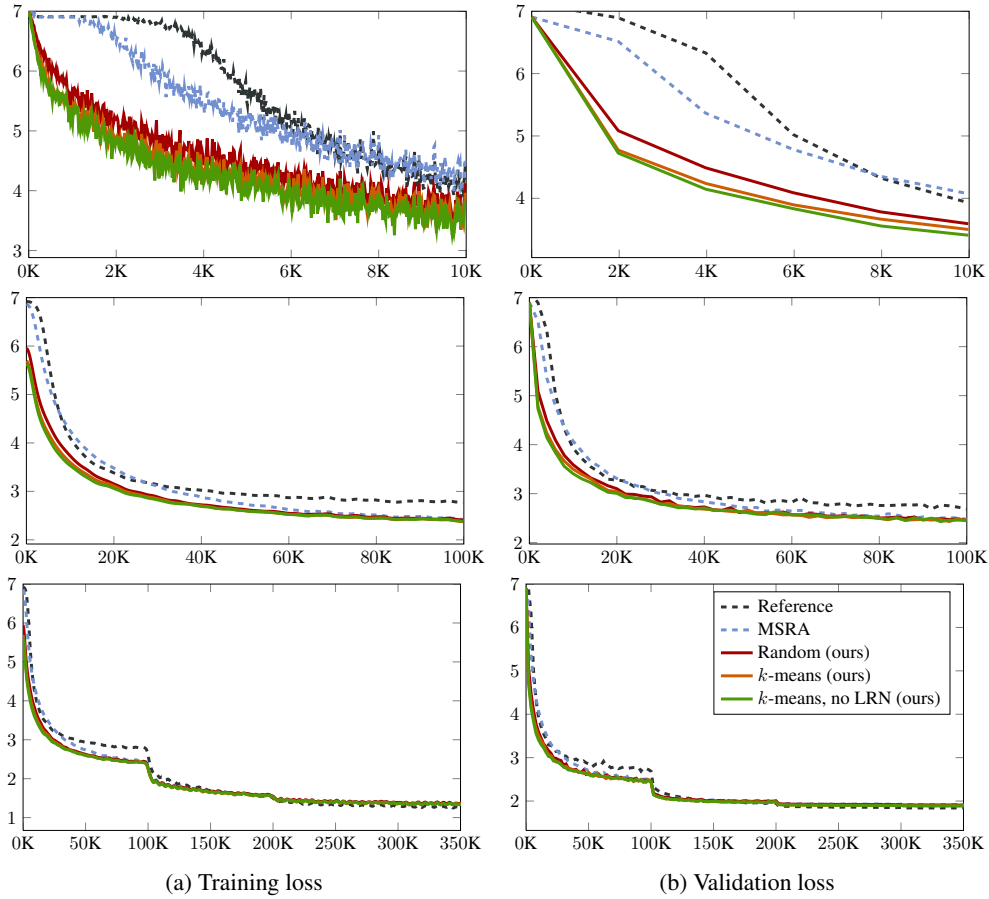 7
6
5
4
3
0K 2K 4K 6K 8K 10K
7
6
5
4
0K 2K 4K 6K 8K 10K
7
6
5
4
3
2
0K 20K 40K 60K 80K 100K
7
6
5
4
3
2
0K 20K 40K 60K 80K 100K
7
6
5
4
3
2
1
0K 50K 100K 150K 200K 250K 300K 350K
(a) Training loss
7
6
5
4
3
2
0K 50K 100K 150K 200K 250K 300K 350K
Reference
MSRA
Random (ours)
k-means (ours)
k-means, no LRN (ours)
(b) Validation loss